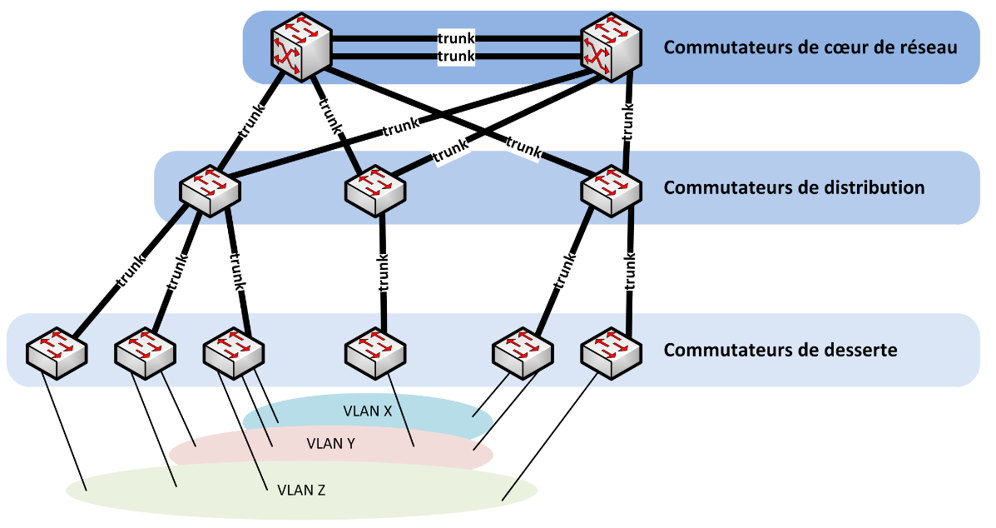 trunk
trunk
Commutateurs de cœur de réseau
trunk
trunk
trunk
trunk
trunk
trunk
Commutateurs de distribution
trunk
trunk
trunk
trunk
trunk
trunk
Commutateurs de desserte
VLAN X
VLAN Y
VLAN Z